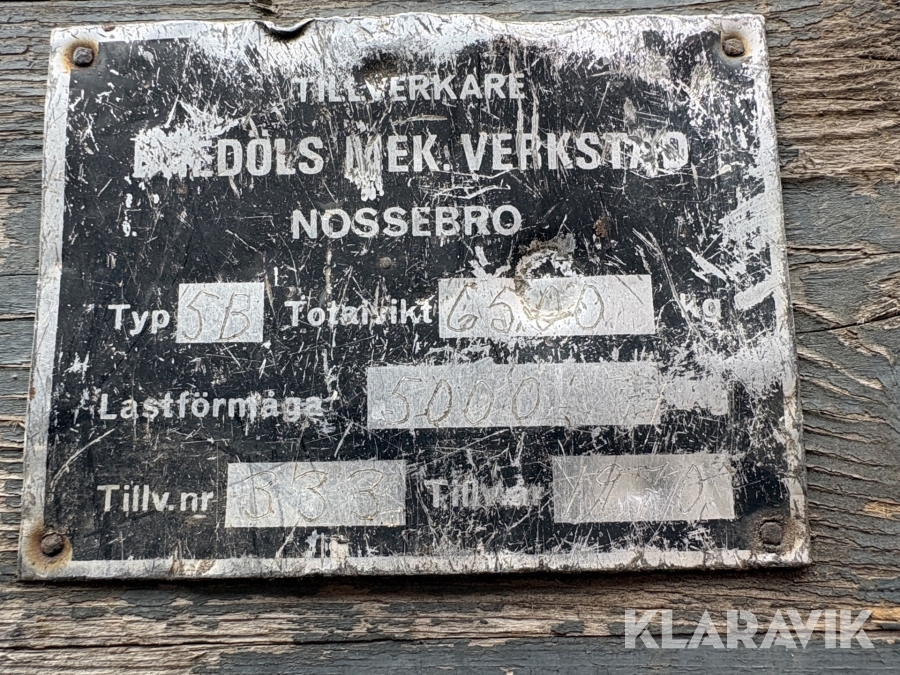 TILLVERKARE
MEK. VERKSTAD
NOSSEBRO
Typ 5B Totalvikt 6500 kg
Lastförmåga 5000
Tillv.nr 533 Tillv.år 1970
KLARAVIK